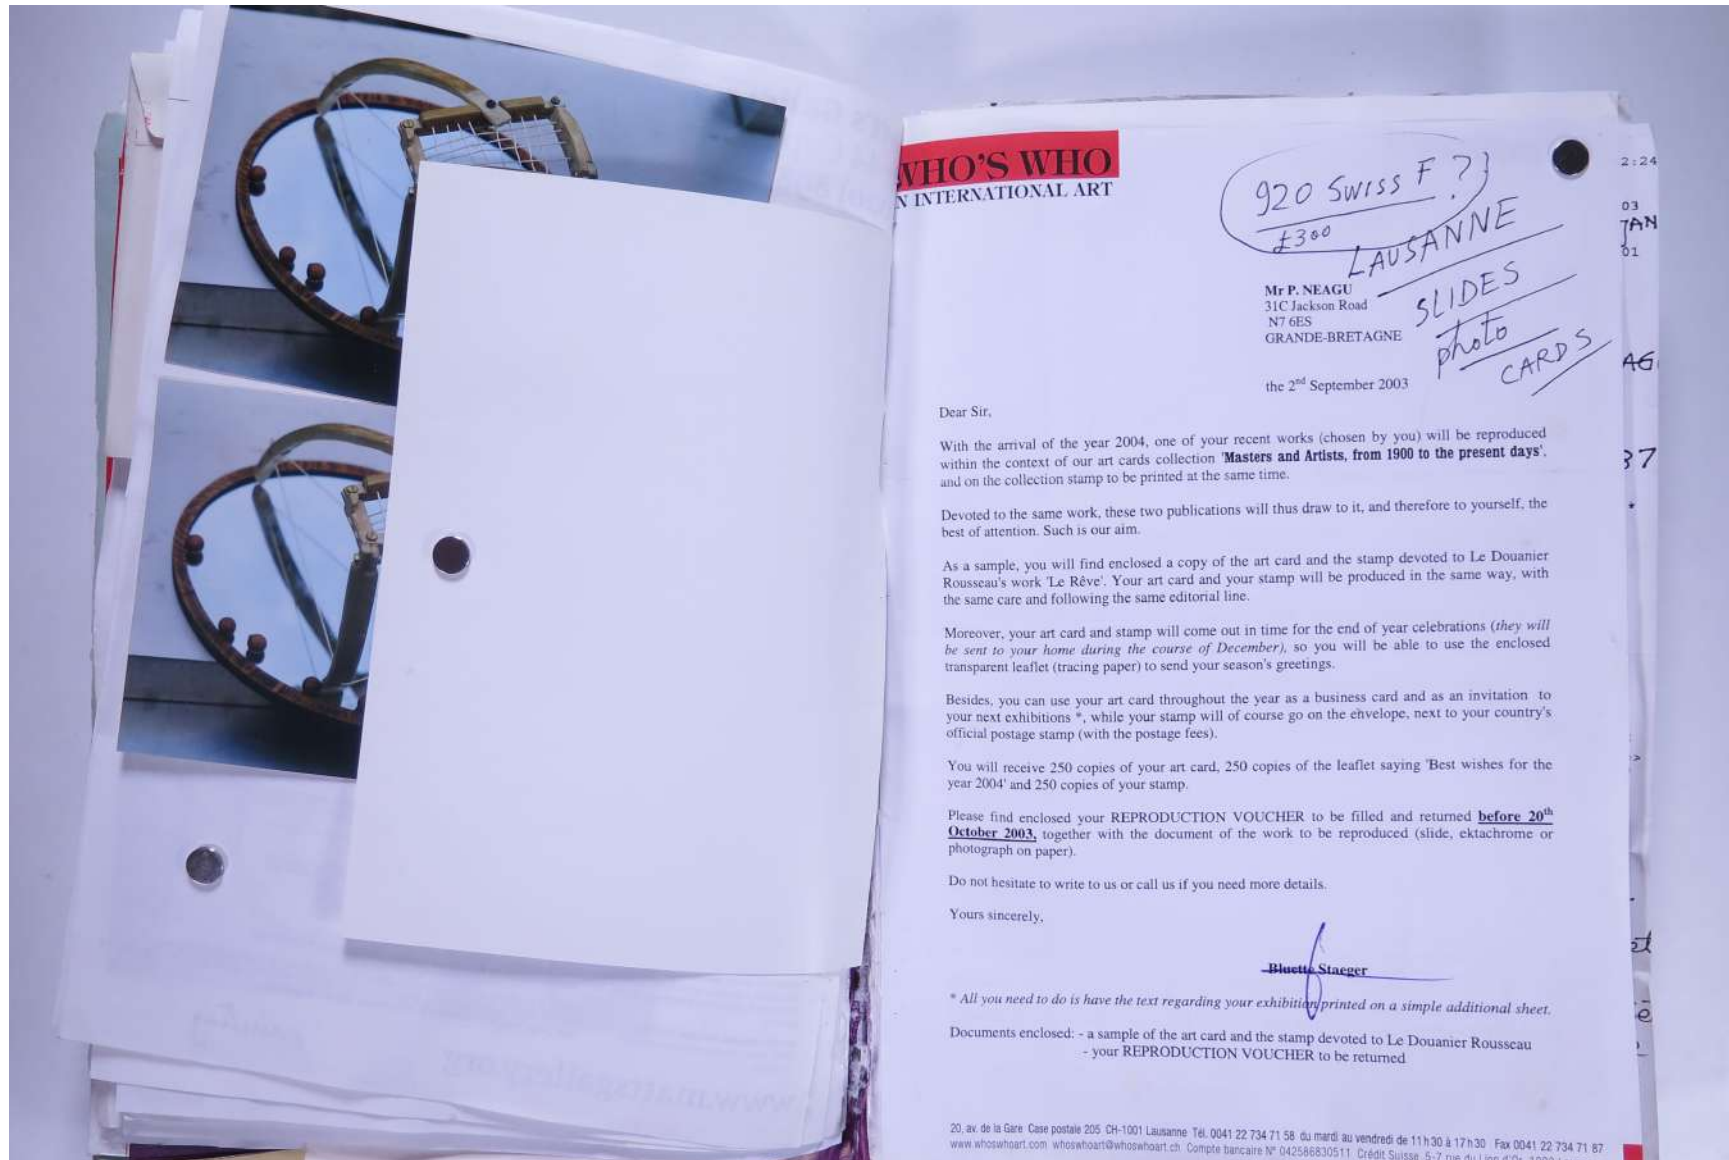 WHO'S WHO
N INTERNATIONAL ART
920 SWISS F ?
£300
LAUSANNE
SLIDES
photo
CARDS
Mr P. NEAGU
31C Jackson Road
N7 6ES
GRANDE-BRETAGNE
the 2nd September 2003
Dear Sir,
With the arrival of the year 2004, one of your recent works (chosen by you) will be reproduced
within the context of our art cards collection 'Masters and Artists, from 1900 to the present days',
and on the collection stamp to be printed at the same time.
Devoted to the same work, these two publications will thus draw to it, and therefore to yourself, the
best of attention. Such is our aim.
As a sample, you will find enclosed a copy of the art card and the stamp devoted to Le Douanier
Rousseau's work 'Le Rêve'. Your art card and your stamp will be produced in the same way, with
the same care and following the same editorial line.
Moreover, your art card and stamp will come out in time for the end of year celebrations (they will
be sent to your home during the course of December), so you will be able to use the enclosed
transparent leaflet (tracing paper) to send your season's greetings.
Besides, you can use your art card throughout the year as a business card and as an invitation to
your next exhibitions *, while your stamp will of course go on the envelope, next to your country's
official postage stamp (with the postage fees).
You will receive 250 copies of your art card, 250 copies of the leaflet saying 'Best wishes for the
year 2004' and 250 copies of your stamp.
Please find enclosed your REPRODUCTION VOUCHER to be filled and returned before 20th
October 2003, together with the document of the work to be reproduced (slide, ektachrome or
photograph on paper).
Do not hesitate to write to us or call us if you need more details.
Yours sincerely,
Bluette Staeger
* All you need to do is have the text regarding your exhibition printed on a simple additional sheet.
Documents enclosed: - a sample of the art card and the stamp devoted to Le Douanier Rousseau
- your REPRODUCTION VOUCHER to be returned
20, av. de la Gare Case postale 205 CH-1001 Lausanne Tél. 0041 22 734 71 58 du mardi au vendredi de 11h30 à 17h30 Fax 0041 22 734 71 87
www.whoswhoart.com whoswhoart@whoswhoart.ch Compte bancaire N° 042586830511 Crédit Suisse 5-7 rue du
2:24
03
01
37
www.mattsgallery.org